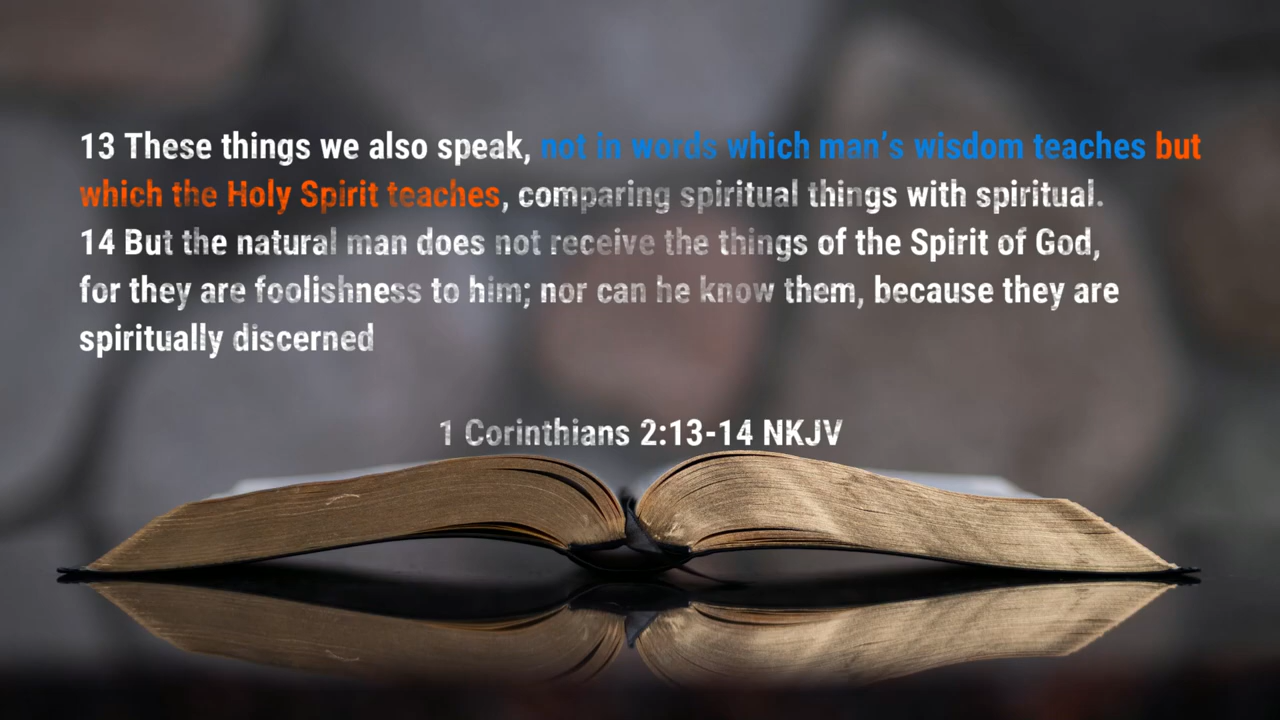 13 These things we also speak, not in words which man's wisdom teaches but
which the Holy Spirit teaches, comparing spiritual things with spiritual.
14 But the natural man does not receive the things of the Spirit of God,
for they are foolishness to him; nor can he know them, because they are
spiritually discerned
1 Corinthians 2:13-14 NKJV